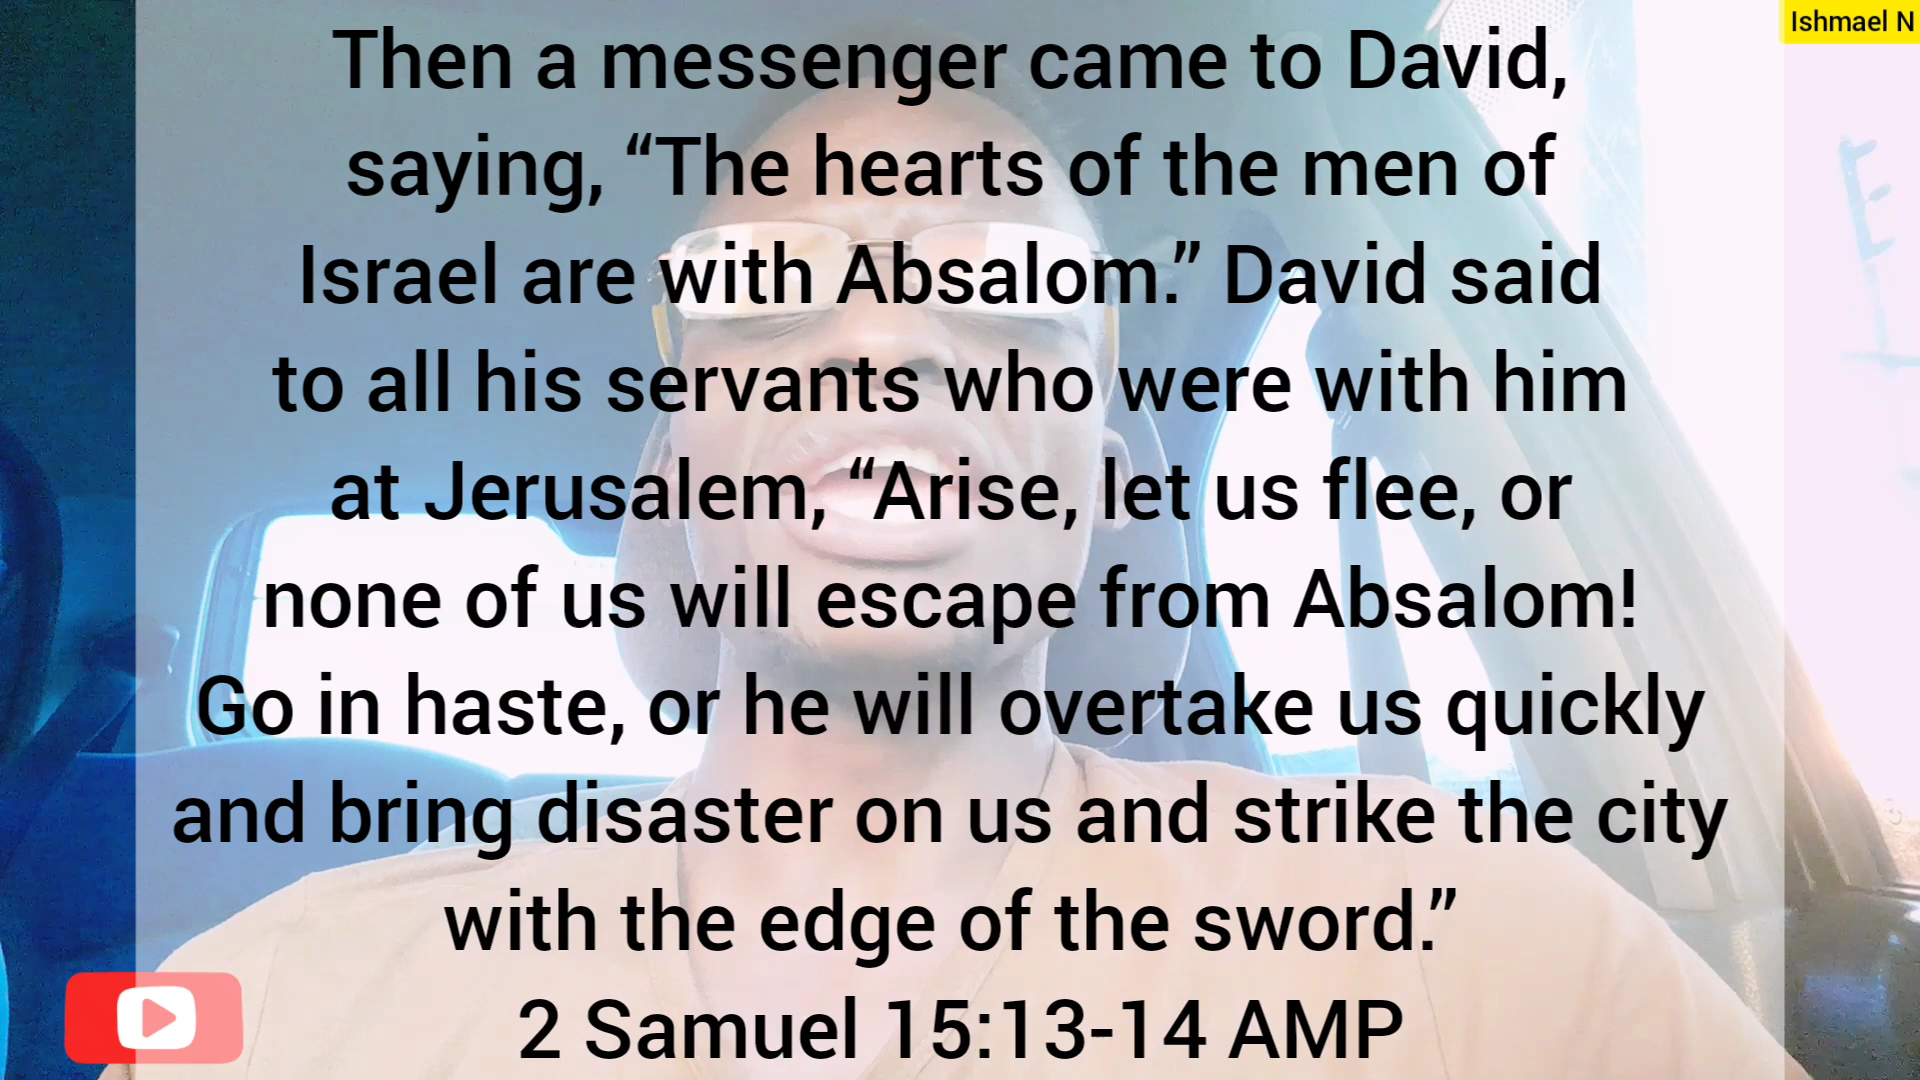 Ishmael N
Then a messenger came to David,
saying, “The hearts of the men of
Israel are with Absalom.” David said
to all his servants who were with him
at Jerusalem, “Arise, let us flee, or
none of us will escape from Absalom!
Go in haste, or he will overtake us quickly
and bring disaster on us and strike the city
with the edge of the sword.”
2 Samuel 15:13-14 AMP